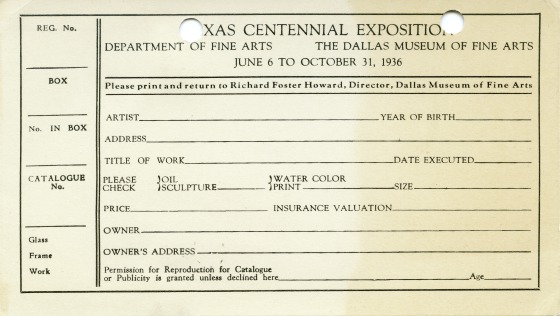 REG. No.
BOX
No. IN BOX
CATALOGUE
No.
Glass
Frame
Work
XAS CENTENNIAL EXPOSITION
DEPARTMENT OF FINE ARTS THE DALLAS MUSEUM OF FINE ARTS
JUNE 6 TO OCTOBER 31, 1936
Please print and return to Richard Foster Howard, Director, Dallas Museum of Fine Arts
ARTIST YEAR OF BIRTH
ADDRESS
TITLE OF WORK DATE EXECUTED
PLEASE )OIL )WATER COLOR
CHECK )SCULPTURE )PRINT SIZE
PRICE INSURANCE VALUATION
OWNER
OWNER'S ADDRESS
Permission for Reproduction for Catalogue
or Publicity is granted unless declined here Age